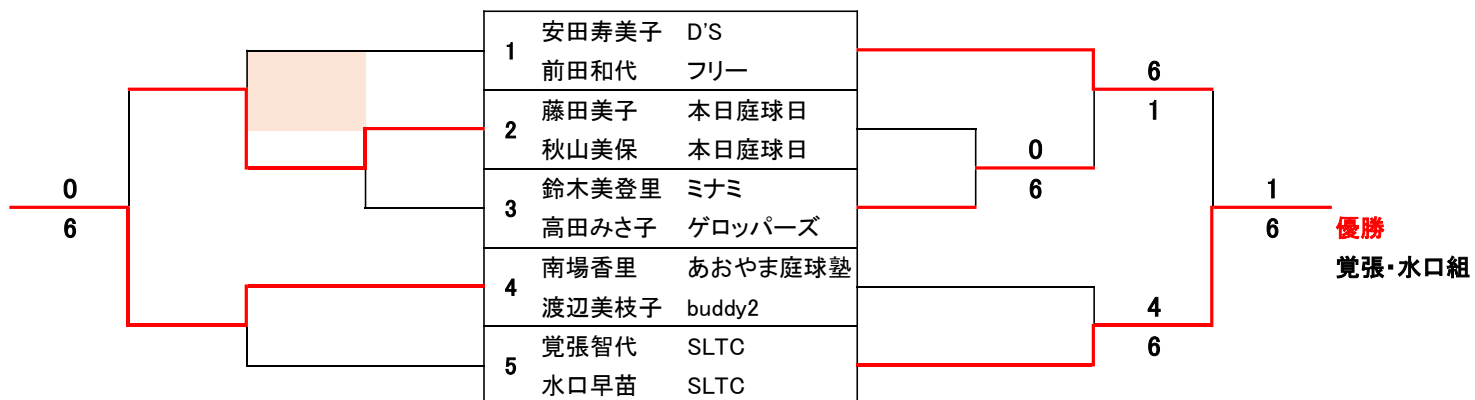 1 安田寿美子 D'S
前田和代 フリー
2 藤田美子 本日庭球日
秋山美保 本日庭球日
3 鈴木美登里 ミナミ
高田みさ子 ゲロッパーズ
4 南場香里 あおやま庭球塾
渡辺美枝子 buddy2
5 覚張智代 SLTC
水口早苗 SLTC
0
6
6
1
0
6
1
6
4
6
優勝
覚張・水口組